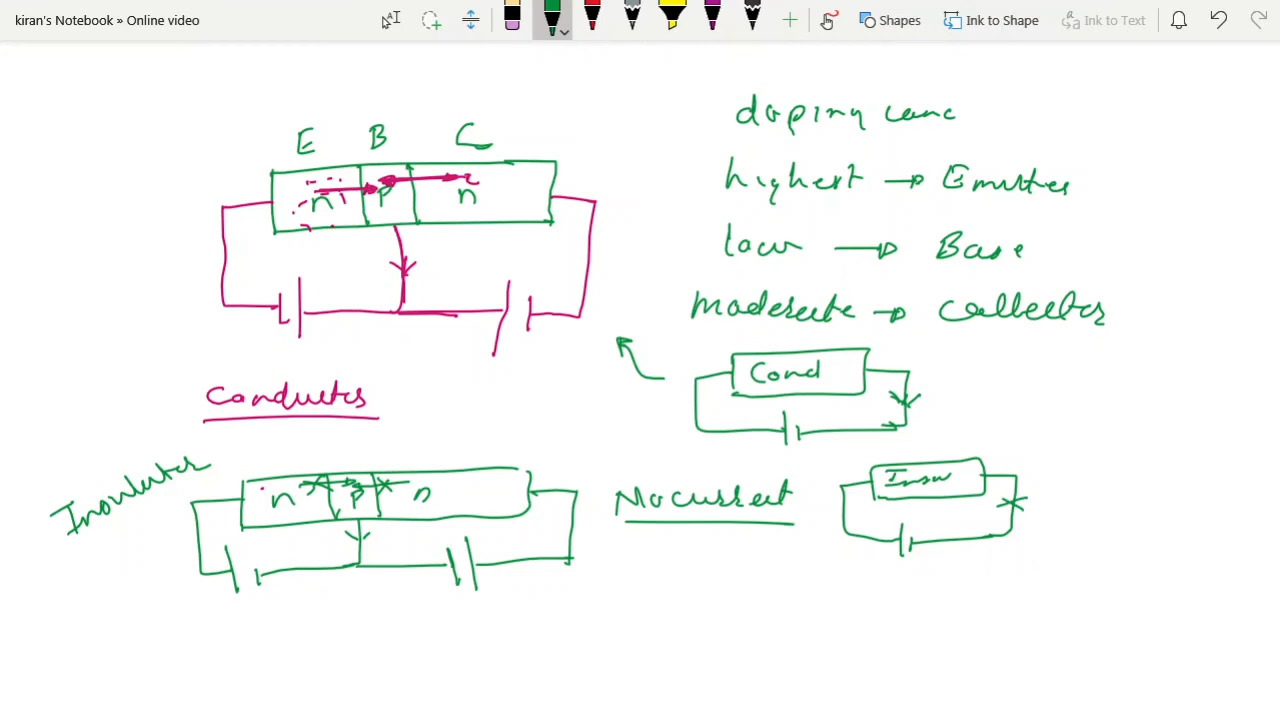 kiran's Notebook » Online video
Shapes
Ink to Shape
Ink to Text
E B C
n p n
doping conc
highest → Emitter
low → Base
moderate → Collector
Conductor
Cond
Insulator
n p n
No current
Insu